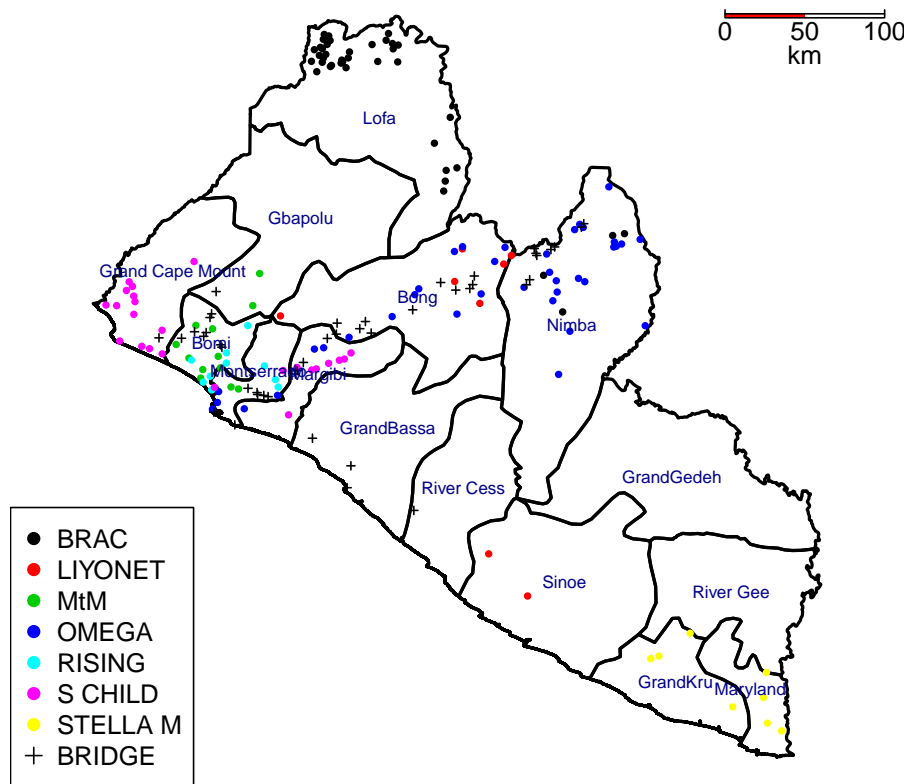 0 50 100
km
Lofa
Gbapolu
Grand Cape Mount
Bong
Nimba
Bomi
Montserrado
Margibi
GrandBassa
River Cess
GrandGedeh
Sinoe
River Gee
GrandKru
Maryland
BRAC
LIYONET
MtM
OMEGA
RISING
S CHILD
STELLA M
BRIDGE